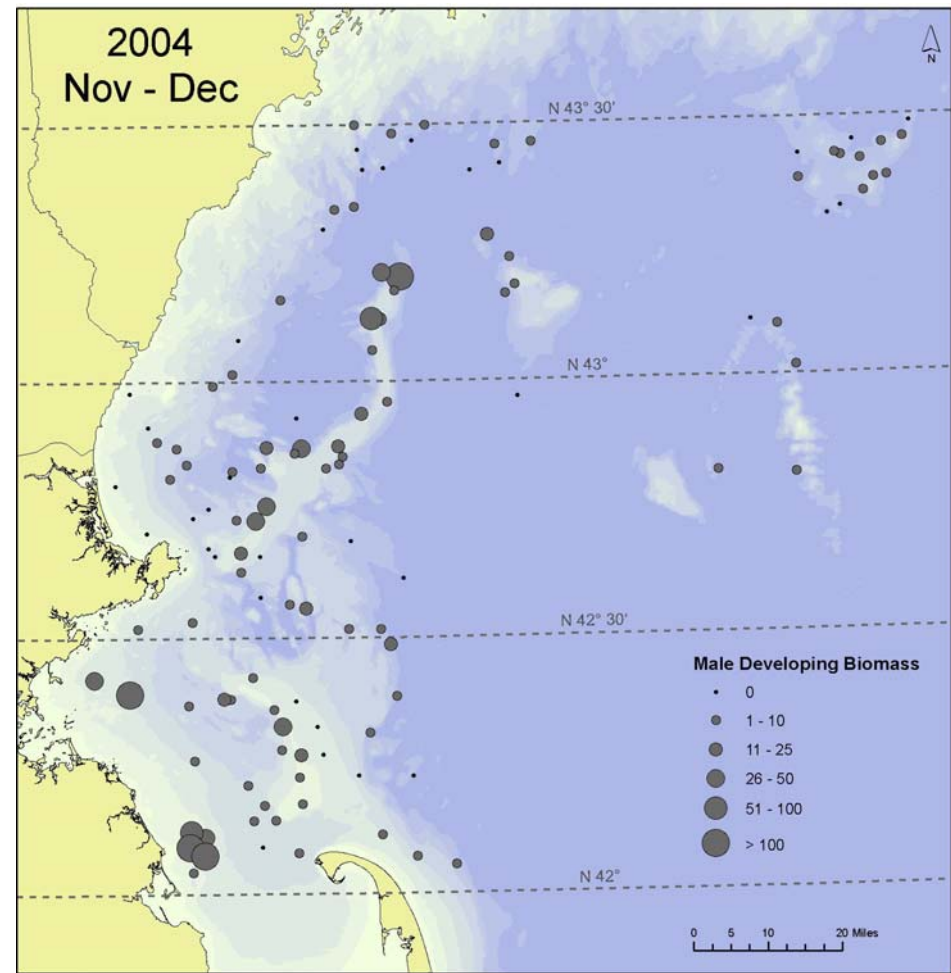 2004
Nov - Dec
N
N 43° 30'
N 43°
N 42° 30'
Male Developing Biomass
0
1 - 10
11 - 25
26 - 50
51 - 100
> 100
N 42°
0 5 10 20 Miles